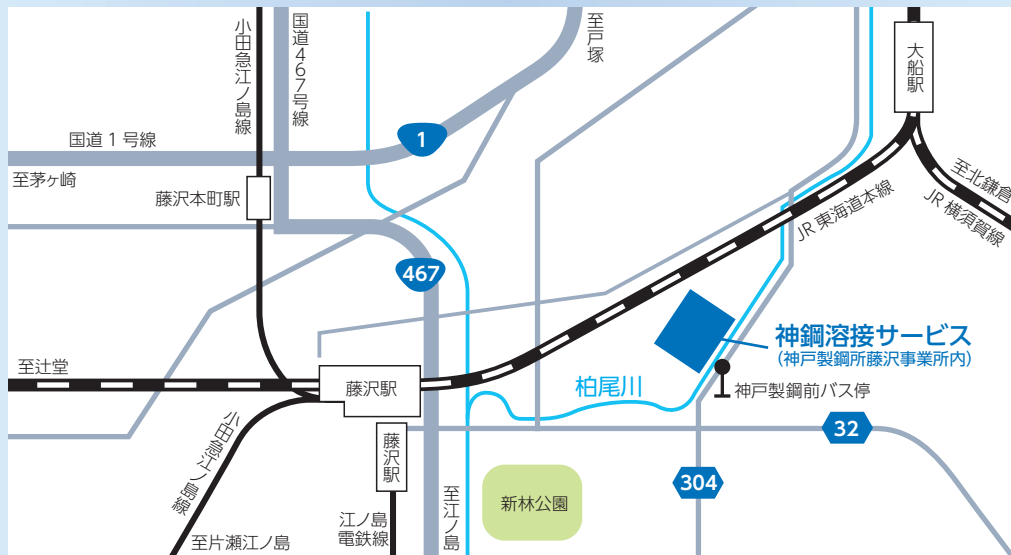 小田急江ノ島線
国道467号線
至戸塚
大船駅
国道1号線
1
至茅ヶ崎
藤沢本町駅
至北鎌倉
JR横須賀線
JR東海道本線
467
神鋼溶接サービス
(神戸製鋼所藤沢事業所内)
至辻堂
藤沢駅
柏尾川
神戸製鋼前バス停
小田急江ノ島線
藤沢駅
32
304
至江ノ島
新林公園
江ノ島
電鉄線
至片瀬江ノ島